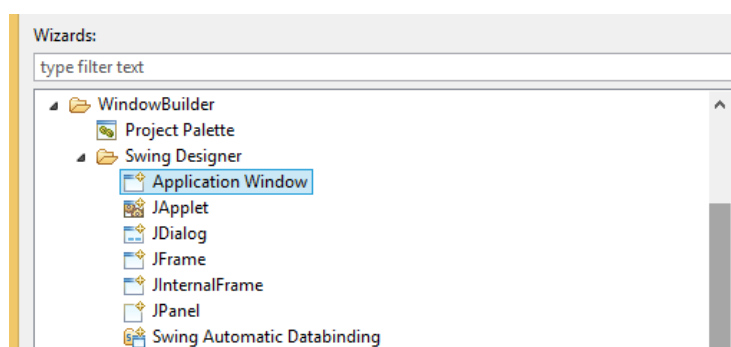 Wizards:
type filter text
WindowBuilder
Project Palette
Swing Designer
Application Window
JApplet
JDialog
JFrame
JInternalFrame
JPanel
Swing Automatic Databinding